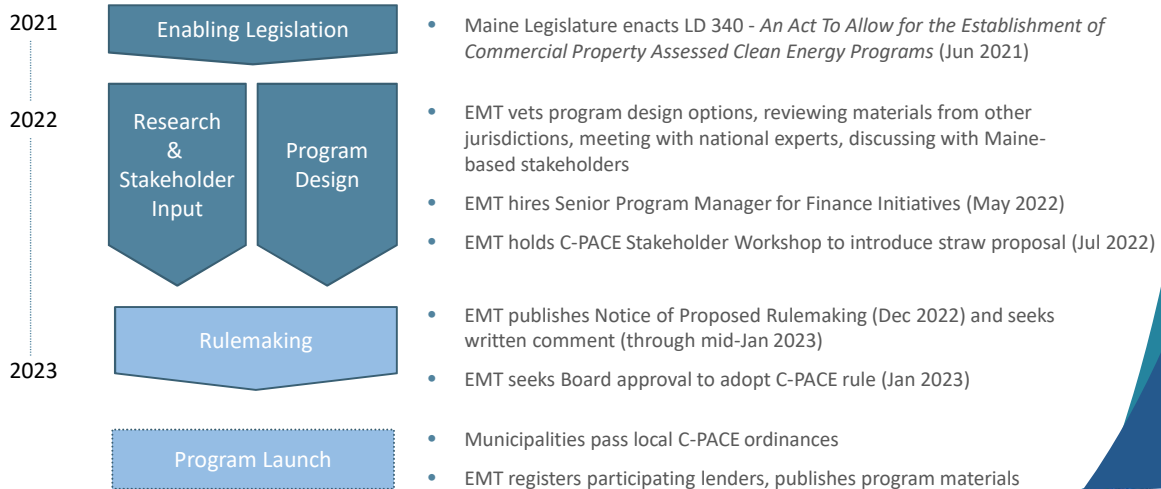 2021
Enabling Legislation
• Maine Legislature enacts LD 340 - An Act To Allow for the Establishment of
Commercial Property Assessed Clean Energy Programs (Jun 2021)
2022
Research
&
Stakeholder
Input
Program
Design
• EMT vets program design options, reviewing materials from other
jurisdictions, meeting with national experts, discussing with Maine-
based stakeholders
• EMT hires Senior Program Manager for Finance Initiatives (May 2022)
• EMT holds C-PACE Stakeholder Workshop to introduce straw proposal (Jul 2022)
Rulemaking
• EMT publishes Notice of Proposed Rulemaking (Dec 2022) and seeks
written comment (through mid-Jan 2023)
2023
• EMT seeks Board approval to adopt C-PACE rule (Jan 2023)
Program Launch
• Municipalities pass local C-PACE ordinances
• EMT registers participating lenders, publishes program materials